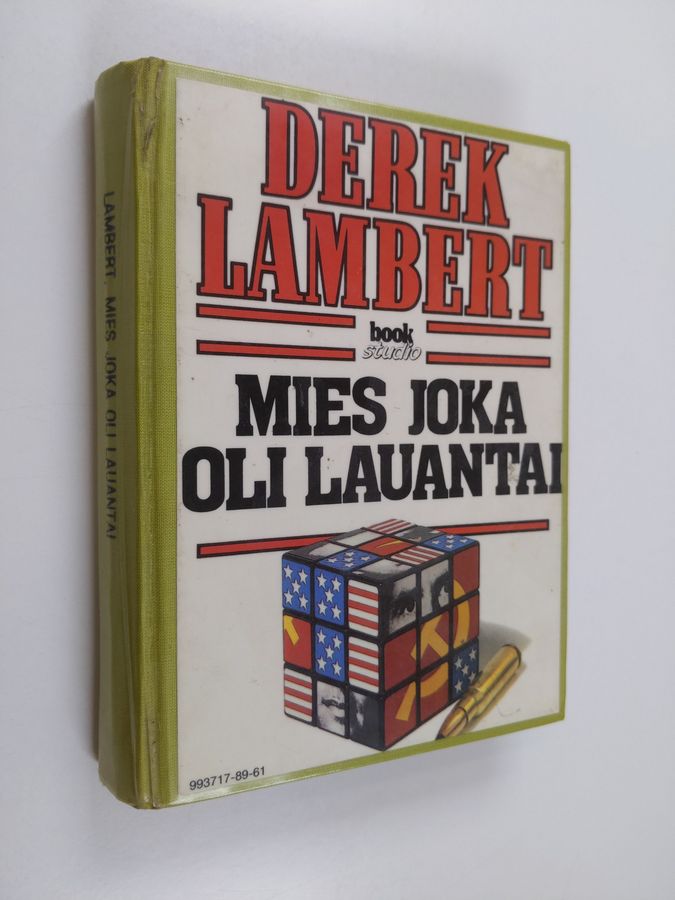 DEREK
LAMBERT
book
studio
MIES JOKA
OLI LAUANTAI
993717-89-61
LAMBERT, MIES JOKA OLI LAUANTAI